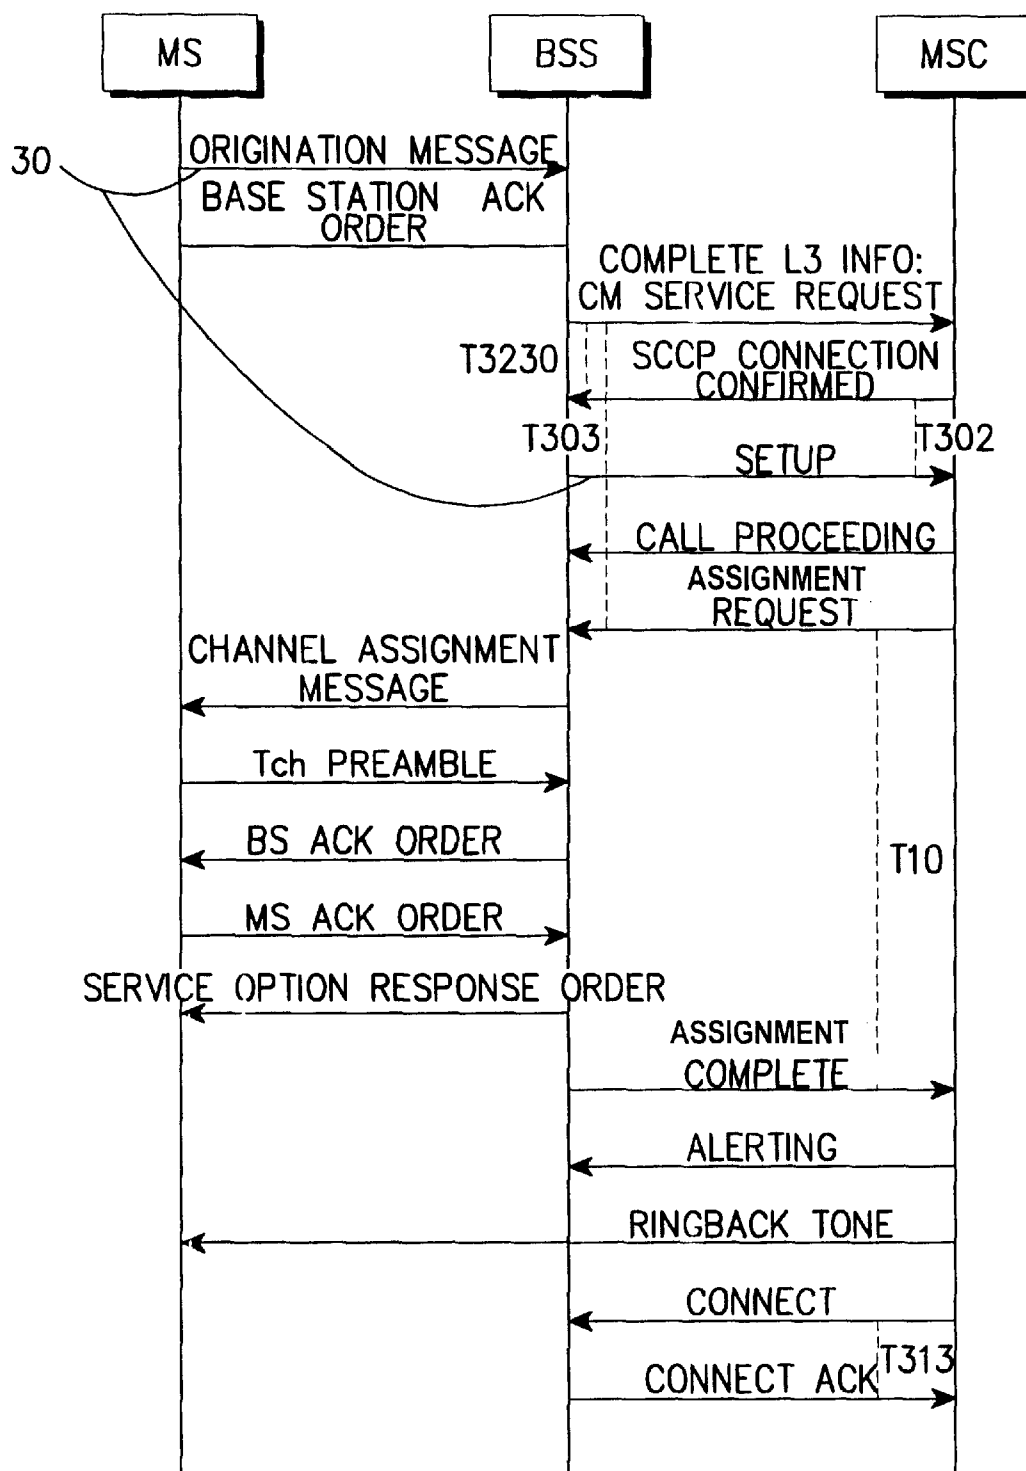 MS
BSS
MSC
30
ORIGINATION MESSAGE
BASE STATION ACK
ORDER
COMPLETE L3 INFO:
CM SERVICE REQUEST
T3230
SCCP CONNECTION
CONFIRMED
T303
T302
SETUP
CALL PROCEEDING
ASSIGNMENT
REQUEST
CHANNEL ASSIGNMENT
MESSAGE
Tch PREAMBLE
BS ACK ORDER
T10
MS ACK ORDER
SERVICE OPTION RESPONSE ORDER
ASSIGNMENT
COMPLETE
ALERTING
RINGBACK TONE
CONNECT
T313
CONNECT ACK